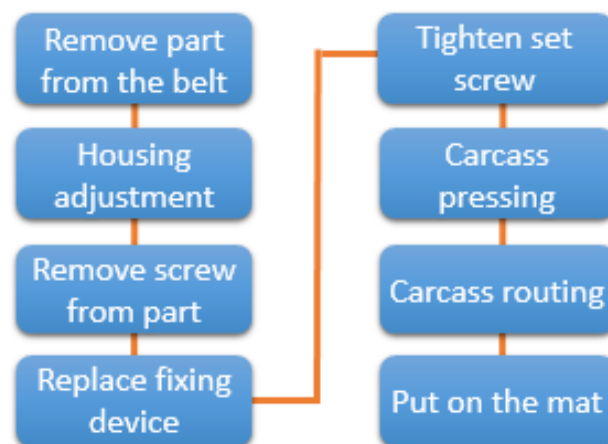 Remove part
from the belt
Housing
adjustment
Remove screw
from part
Replace fixing
device
Tighten set
screw
Carcass
pressing
Carcass routing
Put on the mat